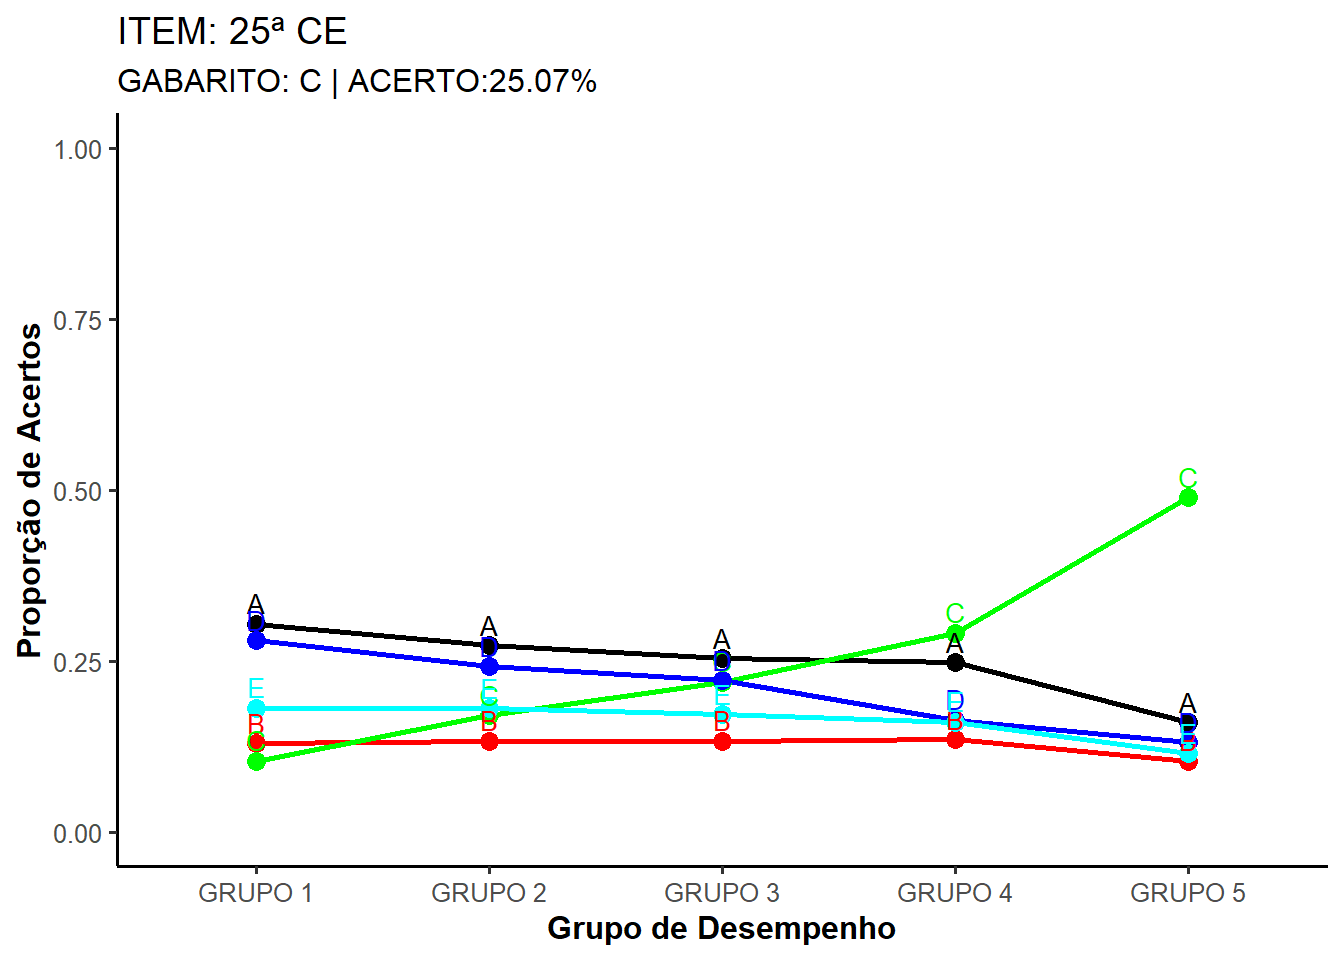 ITEM: 25ª CE
GABARITO: C | ACERTO:25.07%
1.00
0.75
0.50
0.25
0.00
Proporção de Acertos
A
D
E
B
C
A
D
E
C
B
A
D
C
E
B
C
A
D
E
B
C
A
D
E
B
GRUPO 1 GRUPO 2 GRUPO 3 GRUPO 4 GRUPO 5
Grupo de Desempenho